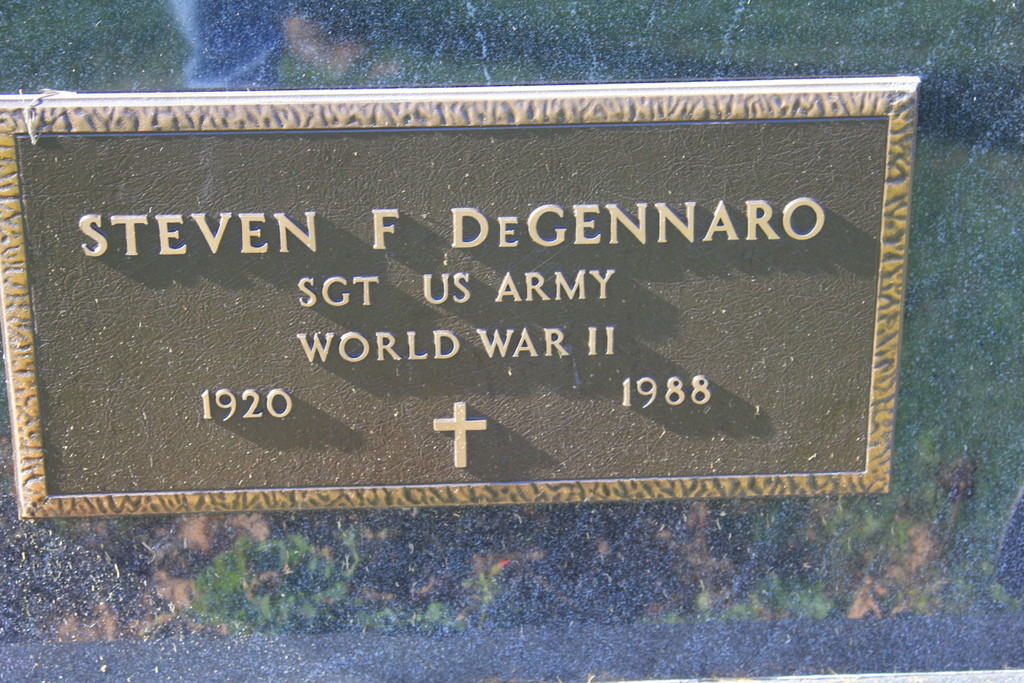 STEVEN F DeGENNARO
SGT US ARMY
WORLD WAR II
1920 1988